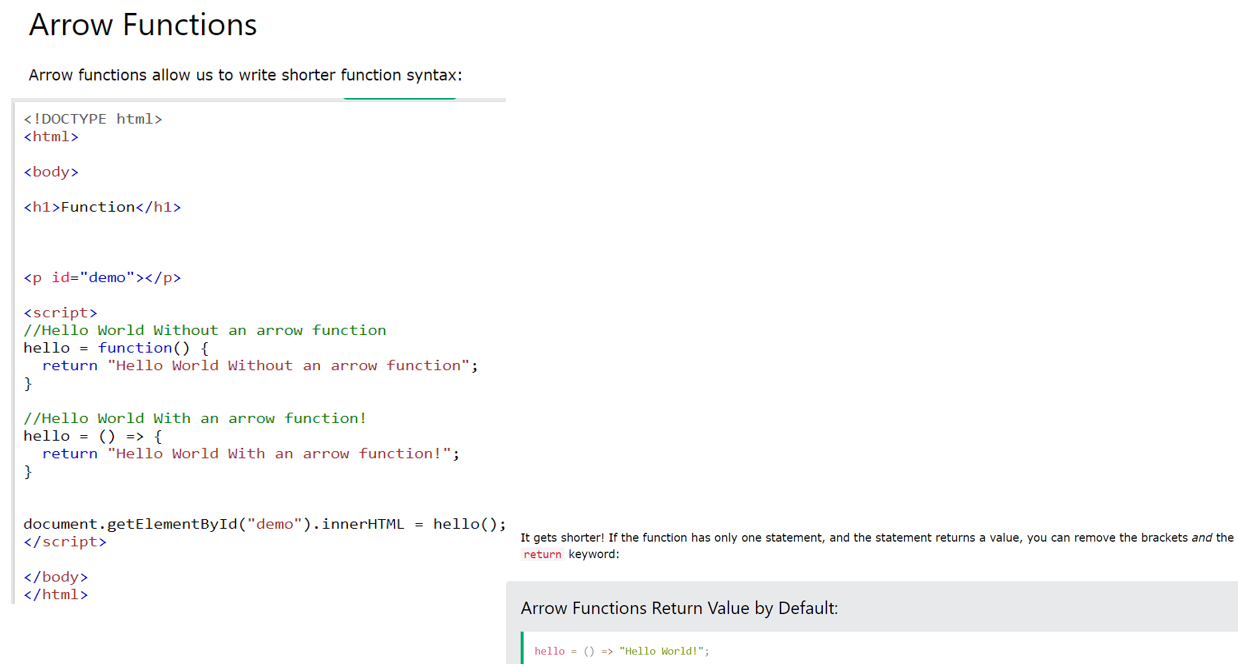 Arrow Functions
Arrow functions allow us to write shorter function syntax:
<!DOCTYPE html>
<html>
<body>
<h1>Function</h1>
<p id="demo"></p>
<script>
//Hello World Without an arrow function
hello = function() {
  return "Hello World Without an arrow function";
}
//Hello World With an arrow function!
hello = () => {
  return "Hello World With an arrow function!";
}
document.getElementById("demo").innerHTML = hello();
</script>
</body>
</html>
It gets shorter! If the function has only one statement, and the statement returns a value, you can remove the brackets and the
return keyword:
Arrow Functions Return Value by Default:
hello = () => "Hello World!";